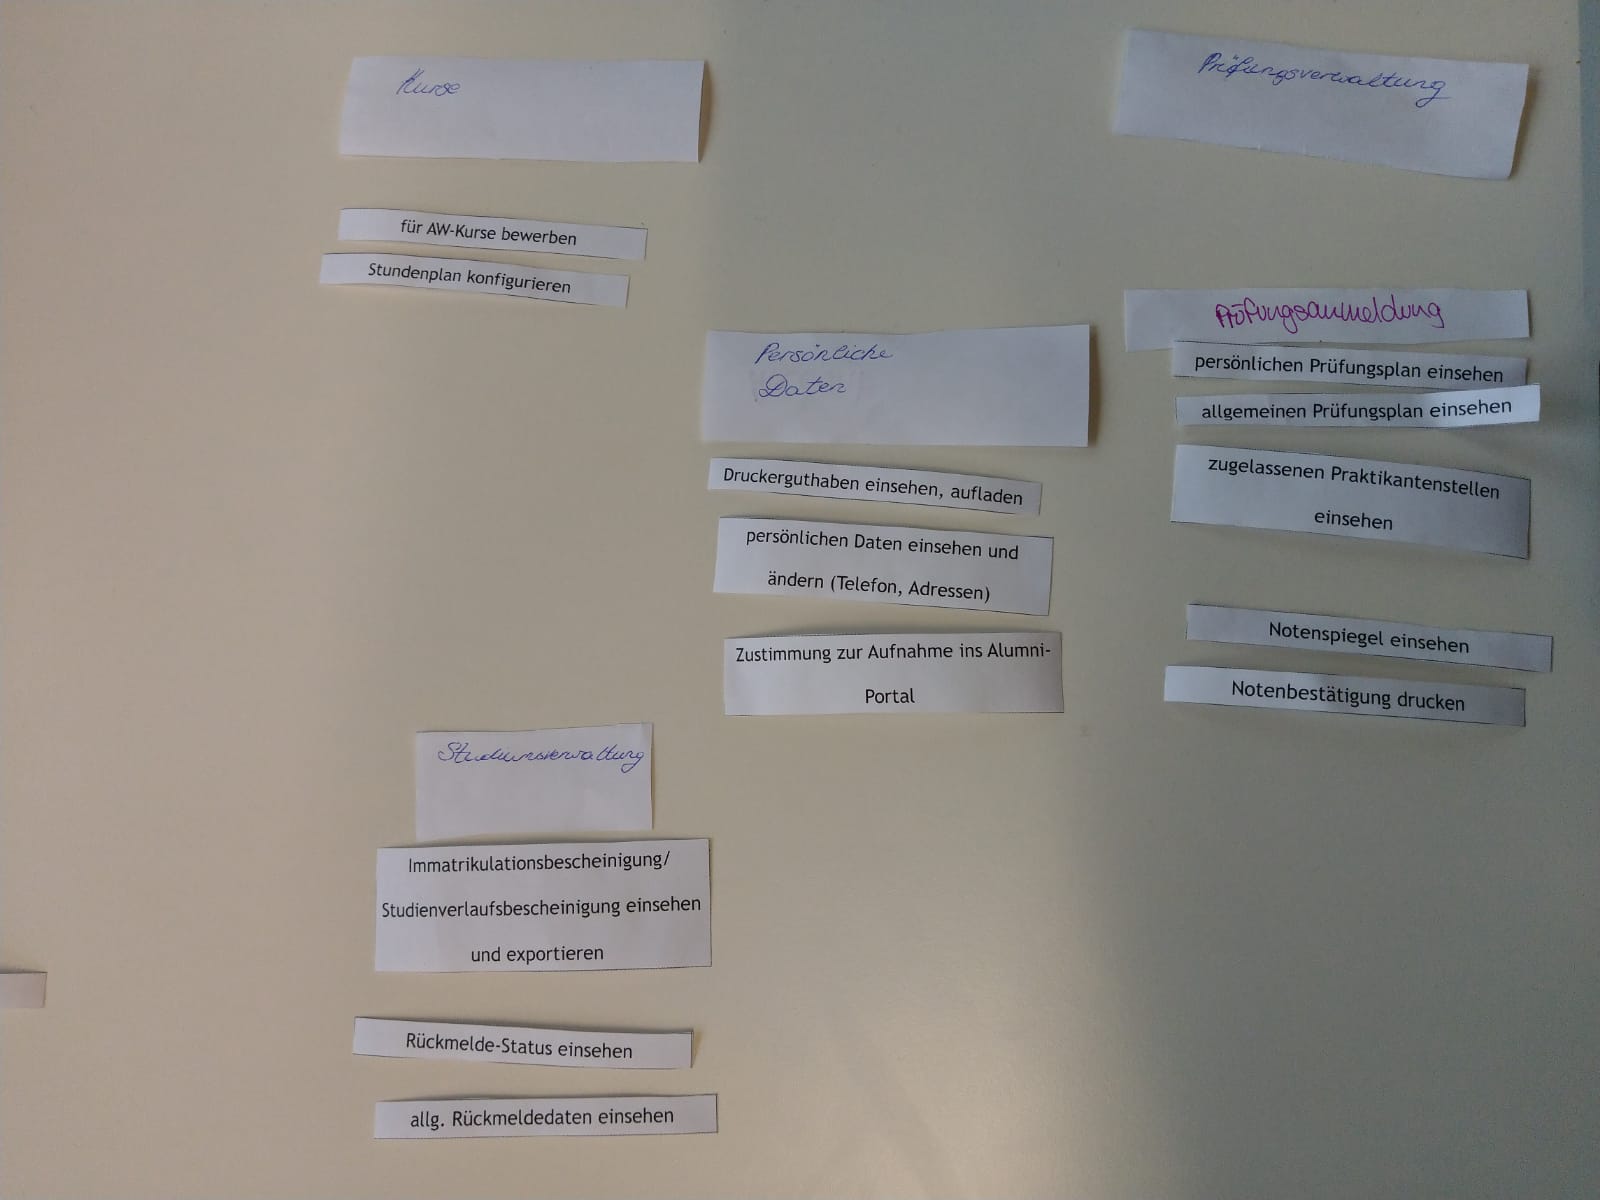 Kurse
für AW-Kurse bewerben
Stundenplan konfigurieren
Persönliche
Daten
Druckerguthaben einsehen, aufladen
persönlichen Daten einsehen und
ändern (Telefon, Adressen)
Zustimmung zur Aufnahme ins Alumni-
Portal
Studiumsverwaltung
Immatrikulationsbescheinigung/
Studienverlaufsbescheinigung einsehen
und exportieren
Rückmelde-Status einsehen
allg. Rückmeldedaten einsehen
Prüfungsverwaltung
Prüfungsanmeldung
persönlichen Prüfungsplan einsehen
allgemeinen Prüfungsplan einsehen
zugelassenen Praktikantenstellen
einsehen
Notenspiegel einsehen
Notenbestätigung drucken